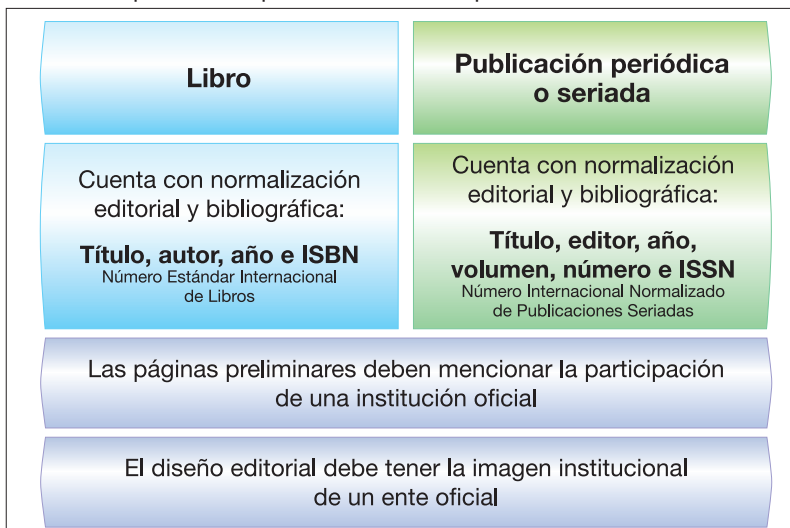 Libro
Publicación periódica
o seriada
Cuenta con normalización
editorial y bibliográfica:
Título, autor, año e ISBN
Número Estándar Internacional
de Libros
Cuenta con normalización
editorial y bibliográfica:
Título, editor, año,
volumen, número e ISSN
Número Internacional Normalizado
de Publicaciones Seriadas
Las páginas preliminares deben mencionar la participación
de una institución oficial
El diseño editorial debe tener la imagen institucional
de un ente oficial